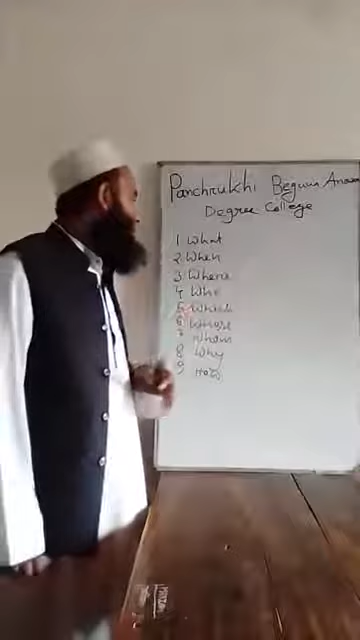 Panchrukhi Begum
Degree College
1 What
2 When
3 Where
4 Who
5 Which
6 Whose
7 Whom
8 Why
9 How